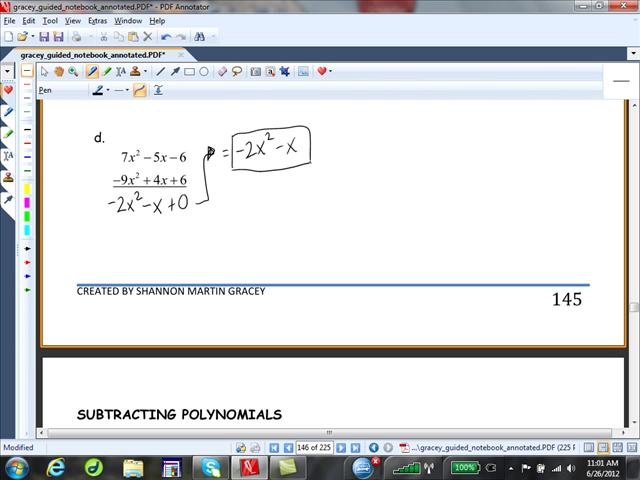 gracey_guided_notebook_annotated.PDF* - PDF Annotator
File Edit Tool View Extras Window Help
gracey_guided_notebook_annotated.PDF*
Pen
d.
7x² − 5x − 6
= -2x² - x
−9x² + 4x + 6
-2x² - x + 0
CREATED BY SHANNON MARTIN GRACEY
145
SUBTRACTING POLYNOMIALS
Modified
146 of 225
...\gracey_guided_notebook_annotated.PDF (225 P
100%
11:01 AM
6/26/2012